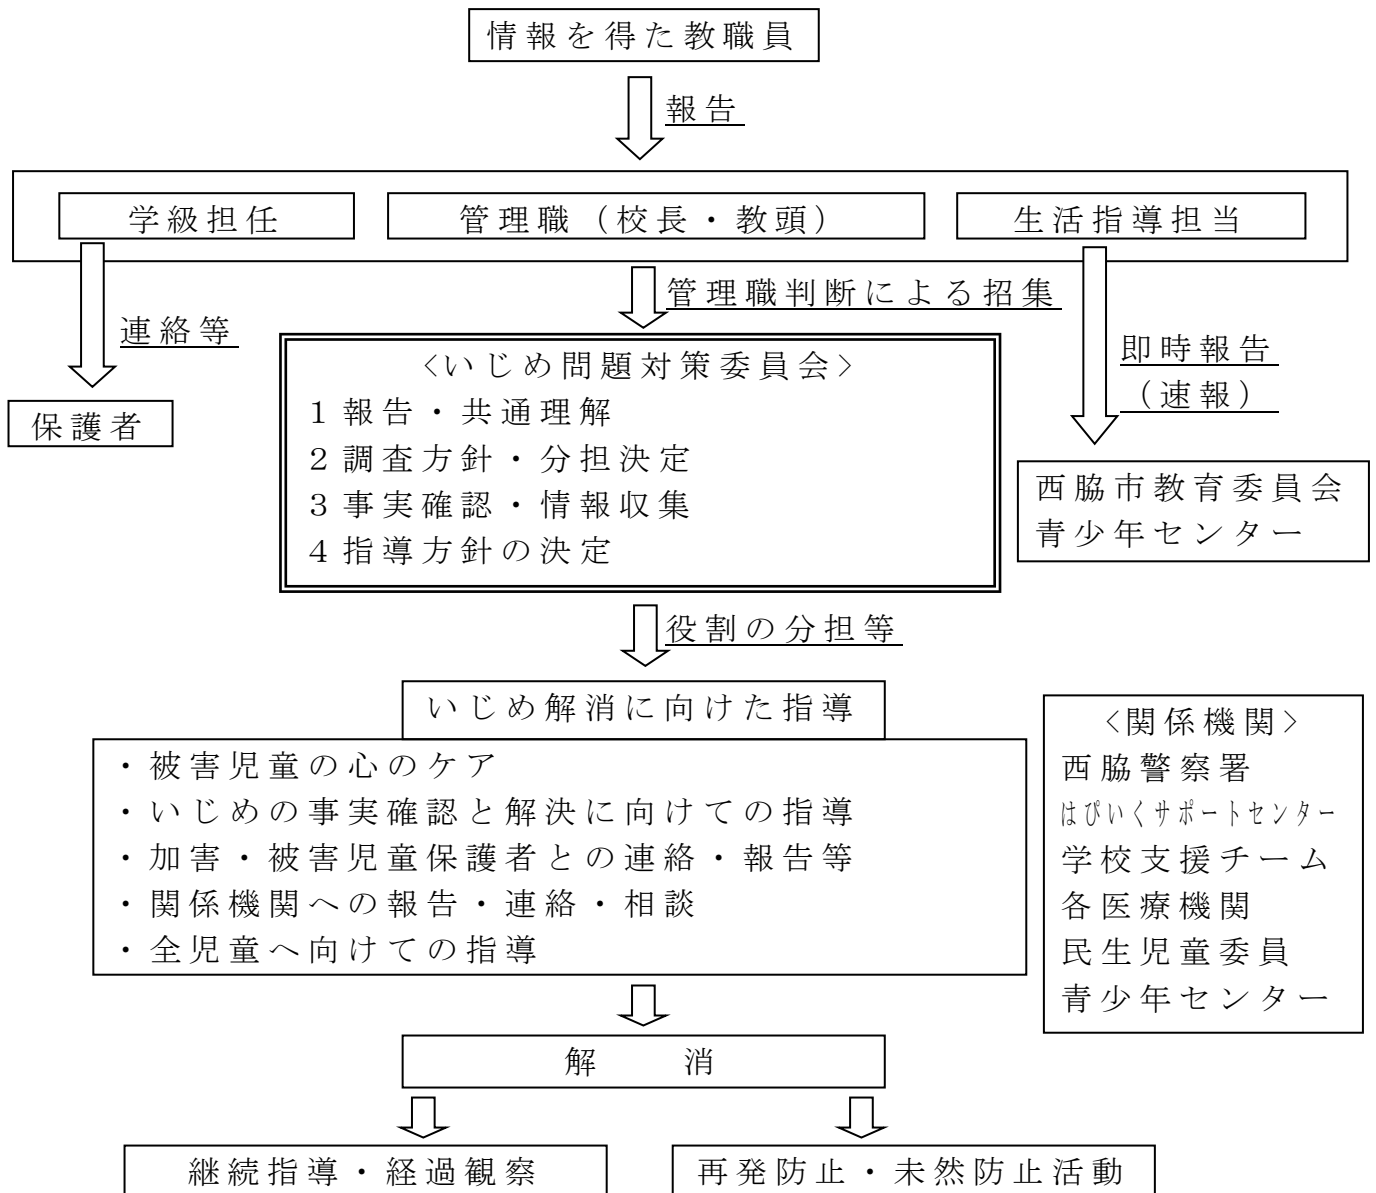 情報を得た教職員
報告
学級担任
管理職（校長・教頭）
生活指導担当
管理職判断による招集
連絡等
即時報告
（速報）
保護者
<いじめ問題対策委員会>
1 報告・共通理解
2 調査方針・分担決定
3 事実確認・情報収集
4 指導方針の決定
西脇市教育委員会
青少年センター
役割の分担等
いじめ解消に向けた指導
・被害児童の心のケア
・いじめの事実確認と解決に向けての指導
・加害・被害児童保護者との連絡・報告等
・関係機関への報告・連絡・相談
・全児童へ向けての指導
<関係機関>
西脇警察署
はぴいくサポートセンター
学校支援チーム
各医療機関
民生児童委員
青少年センター
解　　消
継続指導・経過観察
再発防止・未然防止活動